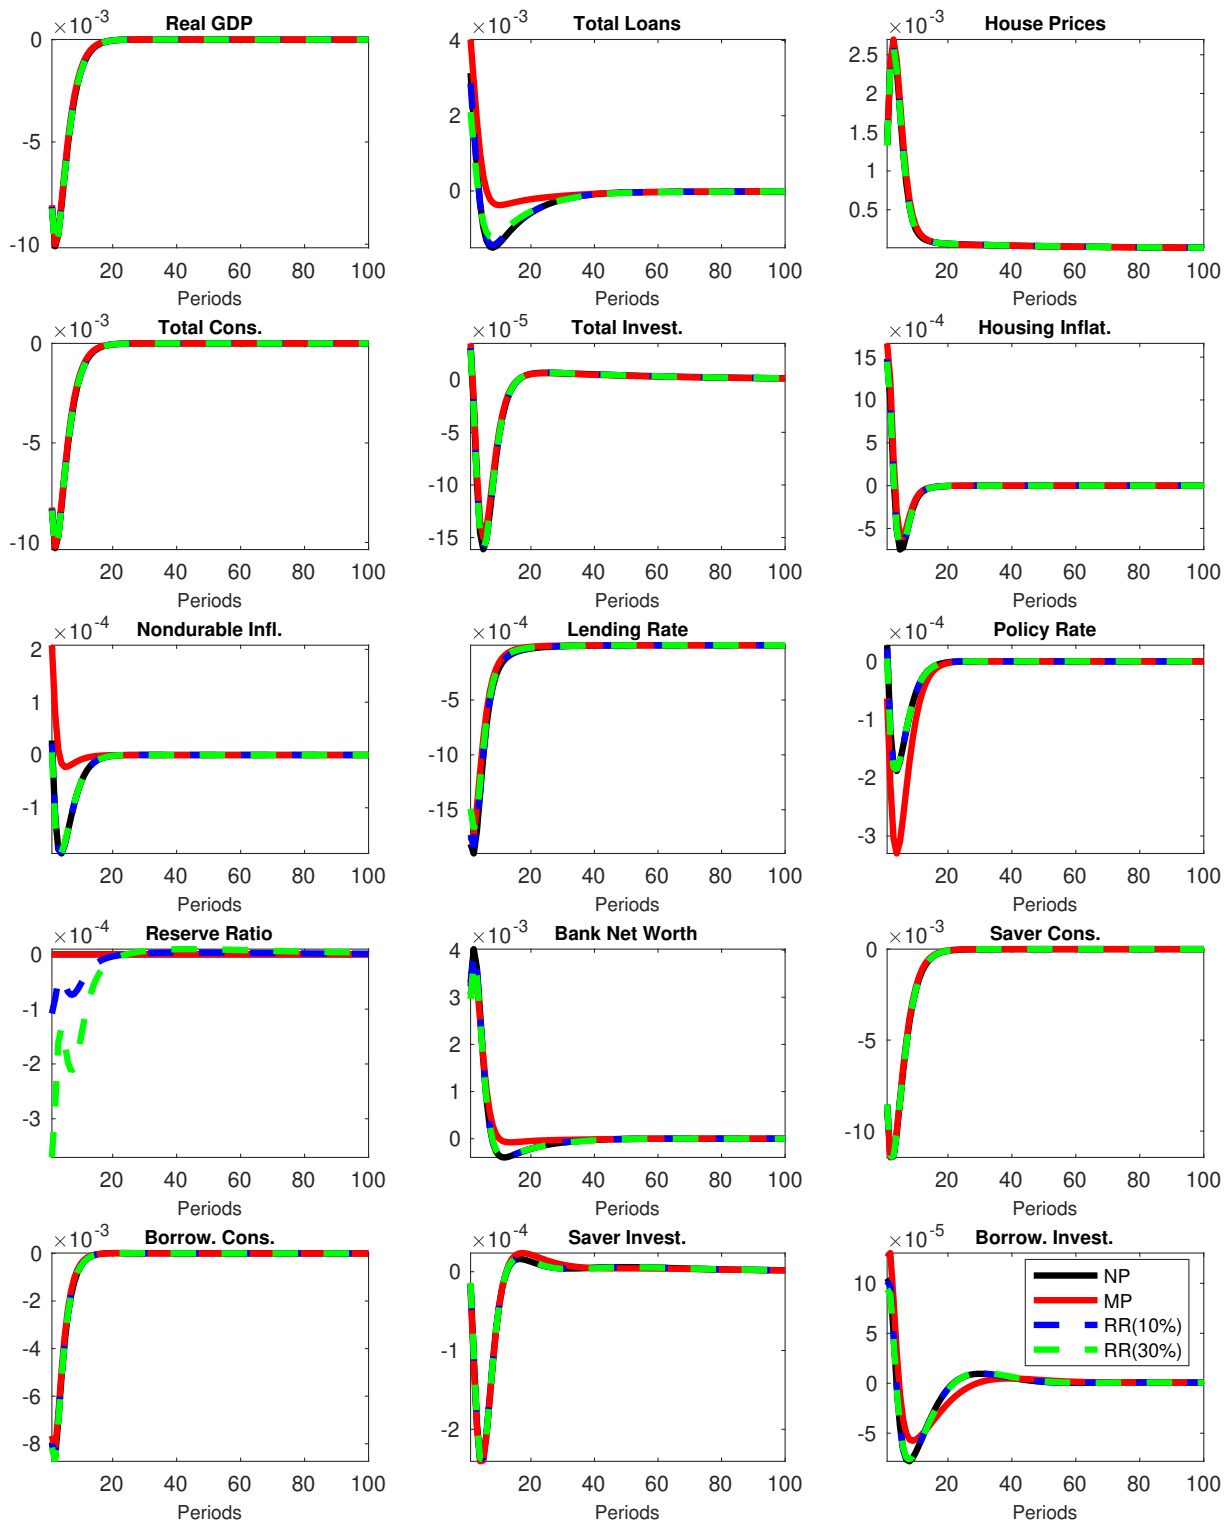 ×10⁻³ Real GDP
0
-5
-10
20 40 60 80 100
Periods
×10⁻³ Total Loans
4
2
0
20 40 60 80 100
Periods
×10⁻³ House Prices
2.5
2
1.5
1
0.5
20 40 60 80 100
Periods
×10⁻³ Total Cons.
0
-5
-10
20 40 60 80 100
Periods
×10⁻⁵ Total Invest.
0
-5
-10
-15
20 40 60 80 100
Periods
×10⁻⁴ Housing Inflat.
15
10
5
0
-5
20 40 60 80 100
Periods
×10⁻⁴ Nondurable Infl.
2
1
0
-1
20 40 60 80 100
Periods
×10⁻⁴ Lending Rate
-5
-10
-15
20 40 60 80 100
Periods
×10⁻⁴ Policy Rate
0
-1
-2
-3
20 40 60 80 100
Periods
×10⁻⁴ Reserve Ratio
0
-1
-2
-3
20 40 60 80 100
Periods
×10⁻³ Bank Net Worth
4
3
2
1
0
20 40 60 80 100
Periods
×10⁻³ Saver Cons.
0
-5
-10
20 40 60 80 100
Periods
×10⁻³ Borrow. Cons.
0
-2
-4
-6
-8
20 40 60 80 100
Periods
×10⁻⁴ Saver Invest.
0
-1
-2
20 40 60 80 100
Periods
×10⁻⁵ Borrow. Invest.
10
5
0
-5
NP
MP
RR(10%)
RR(30%)
20 40 60 80 100
Periods